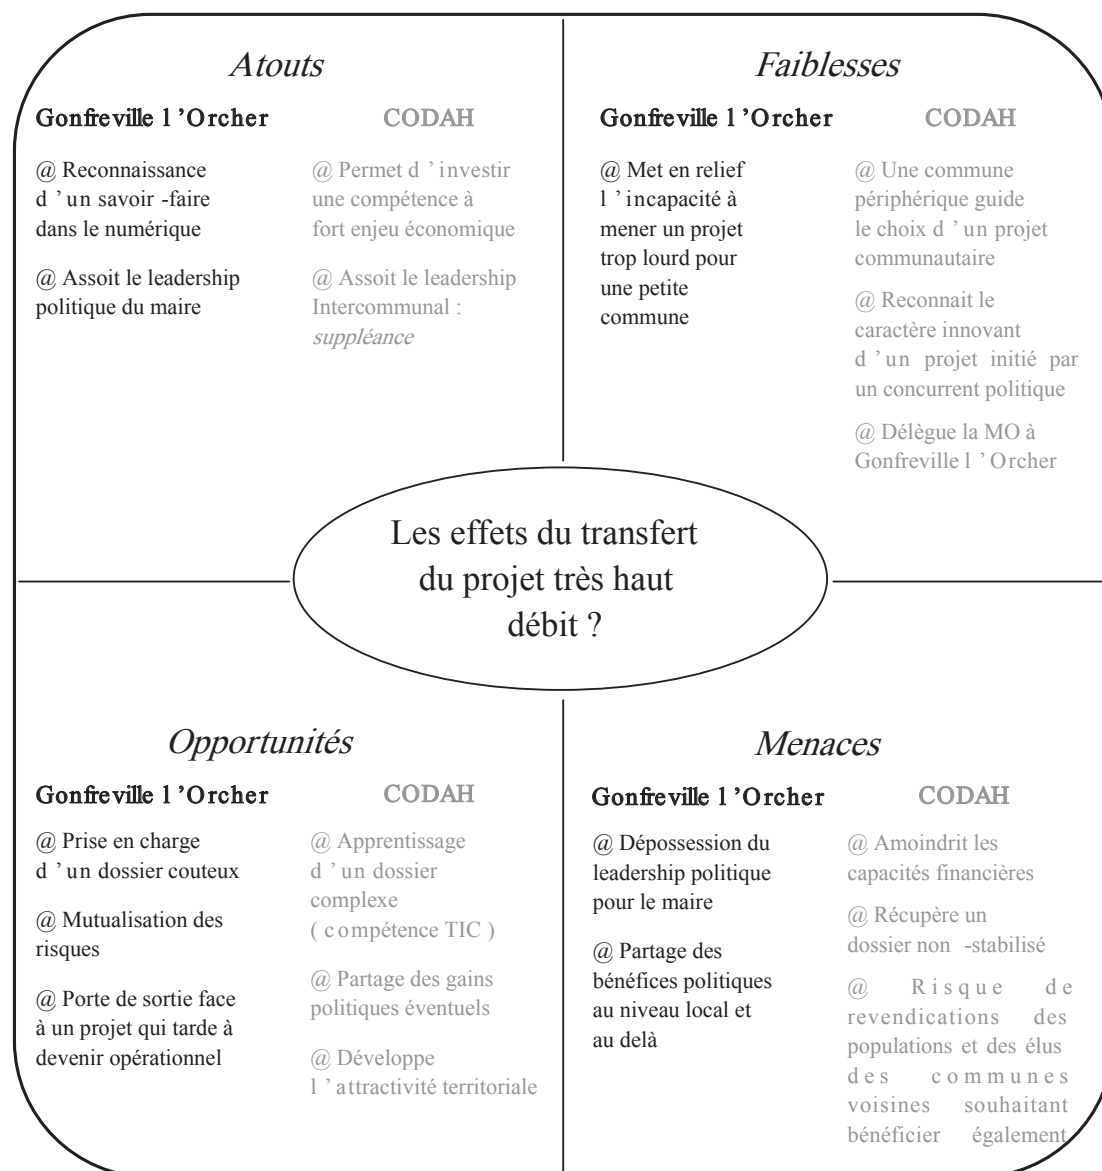 Atouts
Gonfreville l ’Orcher
@ Reconnaissance
d ’un savoir -faire
dans le numérique
@ Assoit le leadership
politique du maire
CODAH
@ Permet d ’investir
une compétence à
fort enjeu économique
@ Assoit le leadership
Intercommunal :
suppléance
Faiblesses
Gonfreville l ’Orcher
@ Met en relief
l ’incapacité à
mener un projet
trop lourd pour
une petite
commune
CODAH
@ Une commune
périphérique guide
le choix d ’un projet
communautaire
@ Reconnait le
caractère innovant
d ’un projet initié par
un concurrent politique
@ Délègue la MO à
Gonfreville l ’Orcher
Les effets du transfert
du projet très haut
débit ?
Opportunités
Gonfreville l ’Orcher
@ Prise en charge
d ’un dossier couteux
@ Mutualisation des
risques
@ Porte de sortie face
à un projet qui tarde à
devenir opérationnel
CODAH
@ Apprentissage
d ’un dossier
complexe
( compétence TIC )
@ Partage des gains
politiques éventuels
@ Développe
l ’attractivité territoriale
Menaces
Gonfreville l ’Orcher
@ Dépossession du
leadership politique
pour le maire
@ Partage des
bénéfices politiques
au niveau local et
au delà
CODAH
@ Amoindrit les
capacités financières
@ Récupère un
dossier non -stabilisé
@ Risque de
revendications des
populations et des élus
des communes
voisines souhaitant
bénéficier également